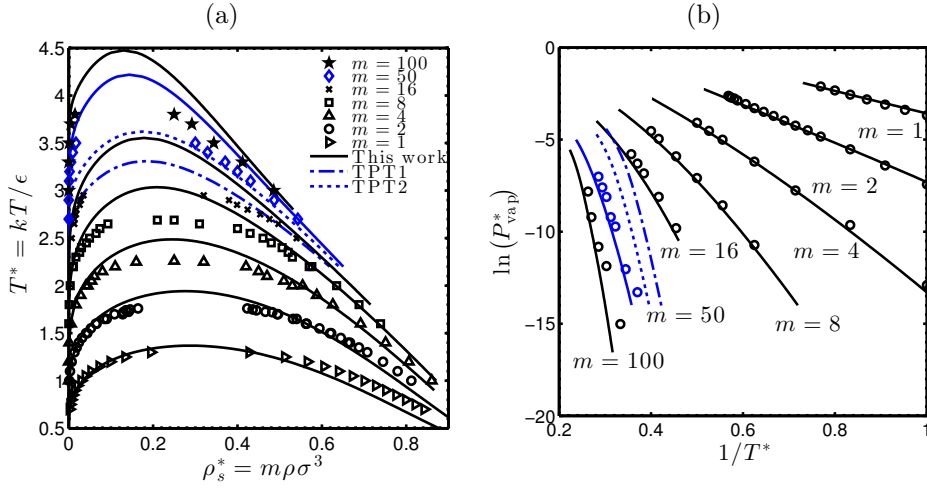 (a)
4.5
4
3.5
3
2.5
2
1.5
1
0.5
0
0.2
0.4
0.6
0.8
T* = kT/ϵ
ρ*ₛ = mρσ³
m = 100
m = 50
m = 16
m = 8
m = 4
m = 2
m = 1
This work
TPT1
TPT2
(b)
0
−5
−10
−15
−20
0.2
0.4
0.6
0.8
1
ln (P*vap)
1/T*
m = 1
m = 2
m = 4
m = 16
m = 50
m = 8
m = 100